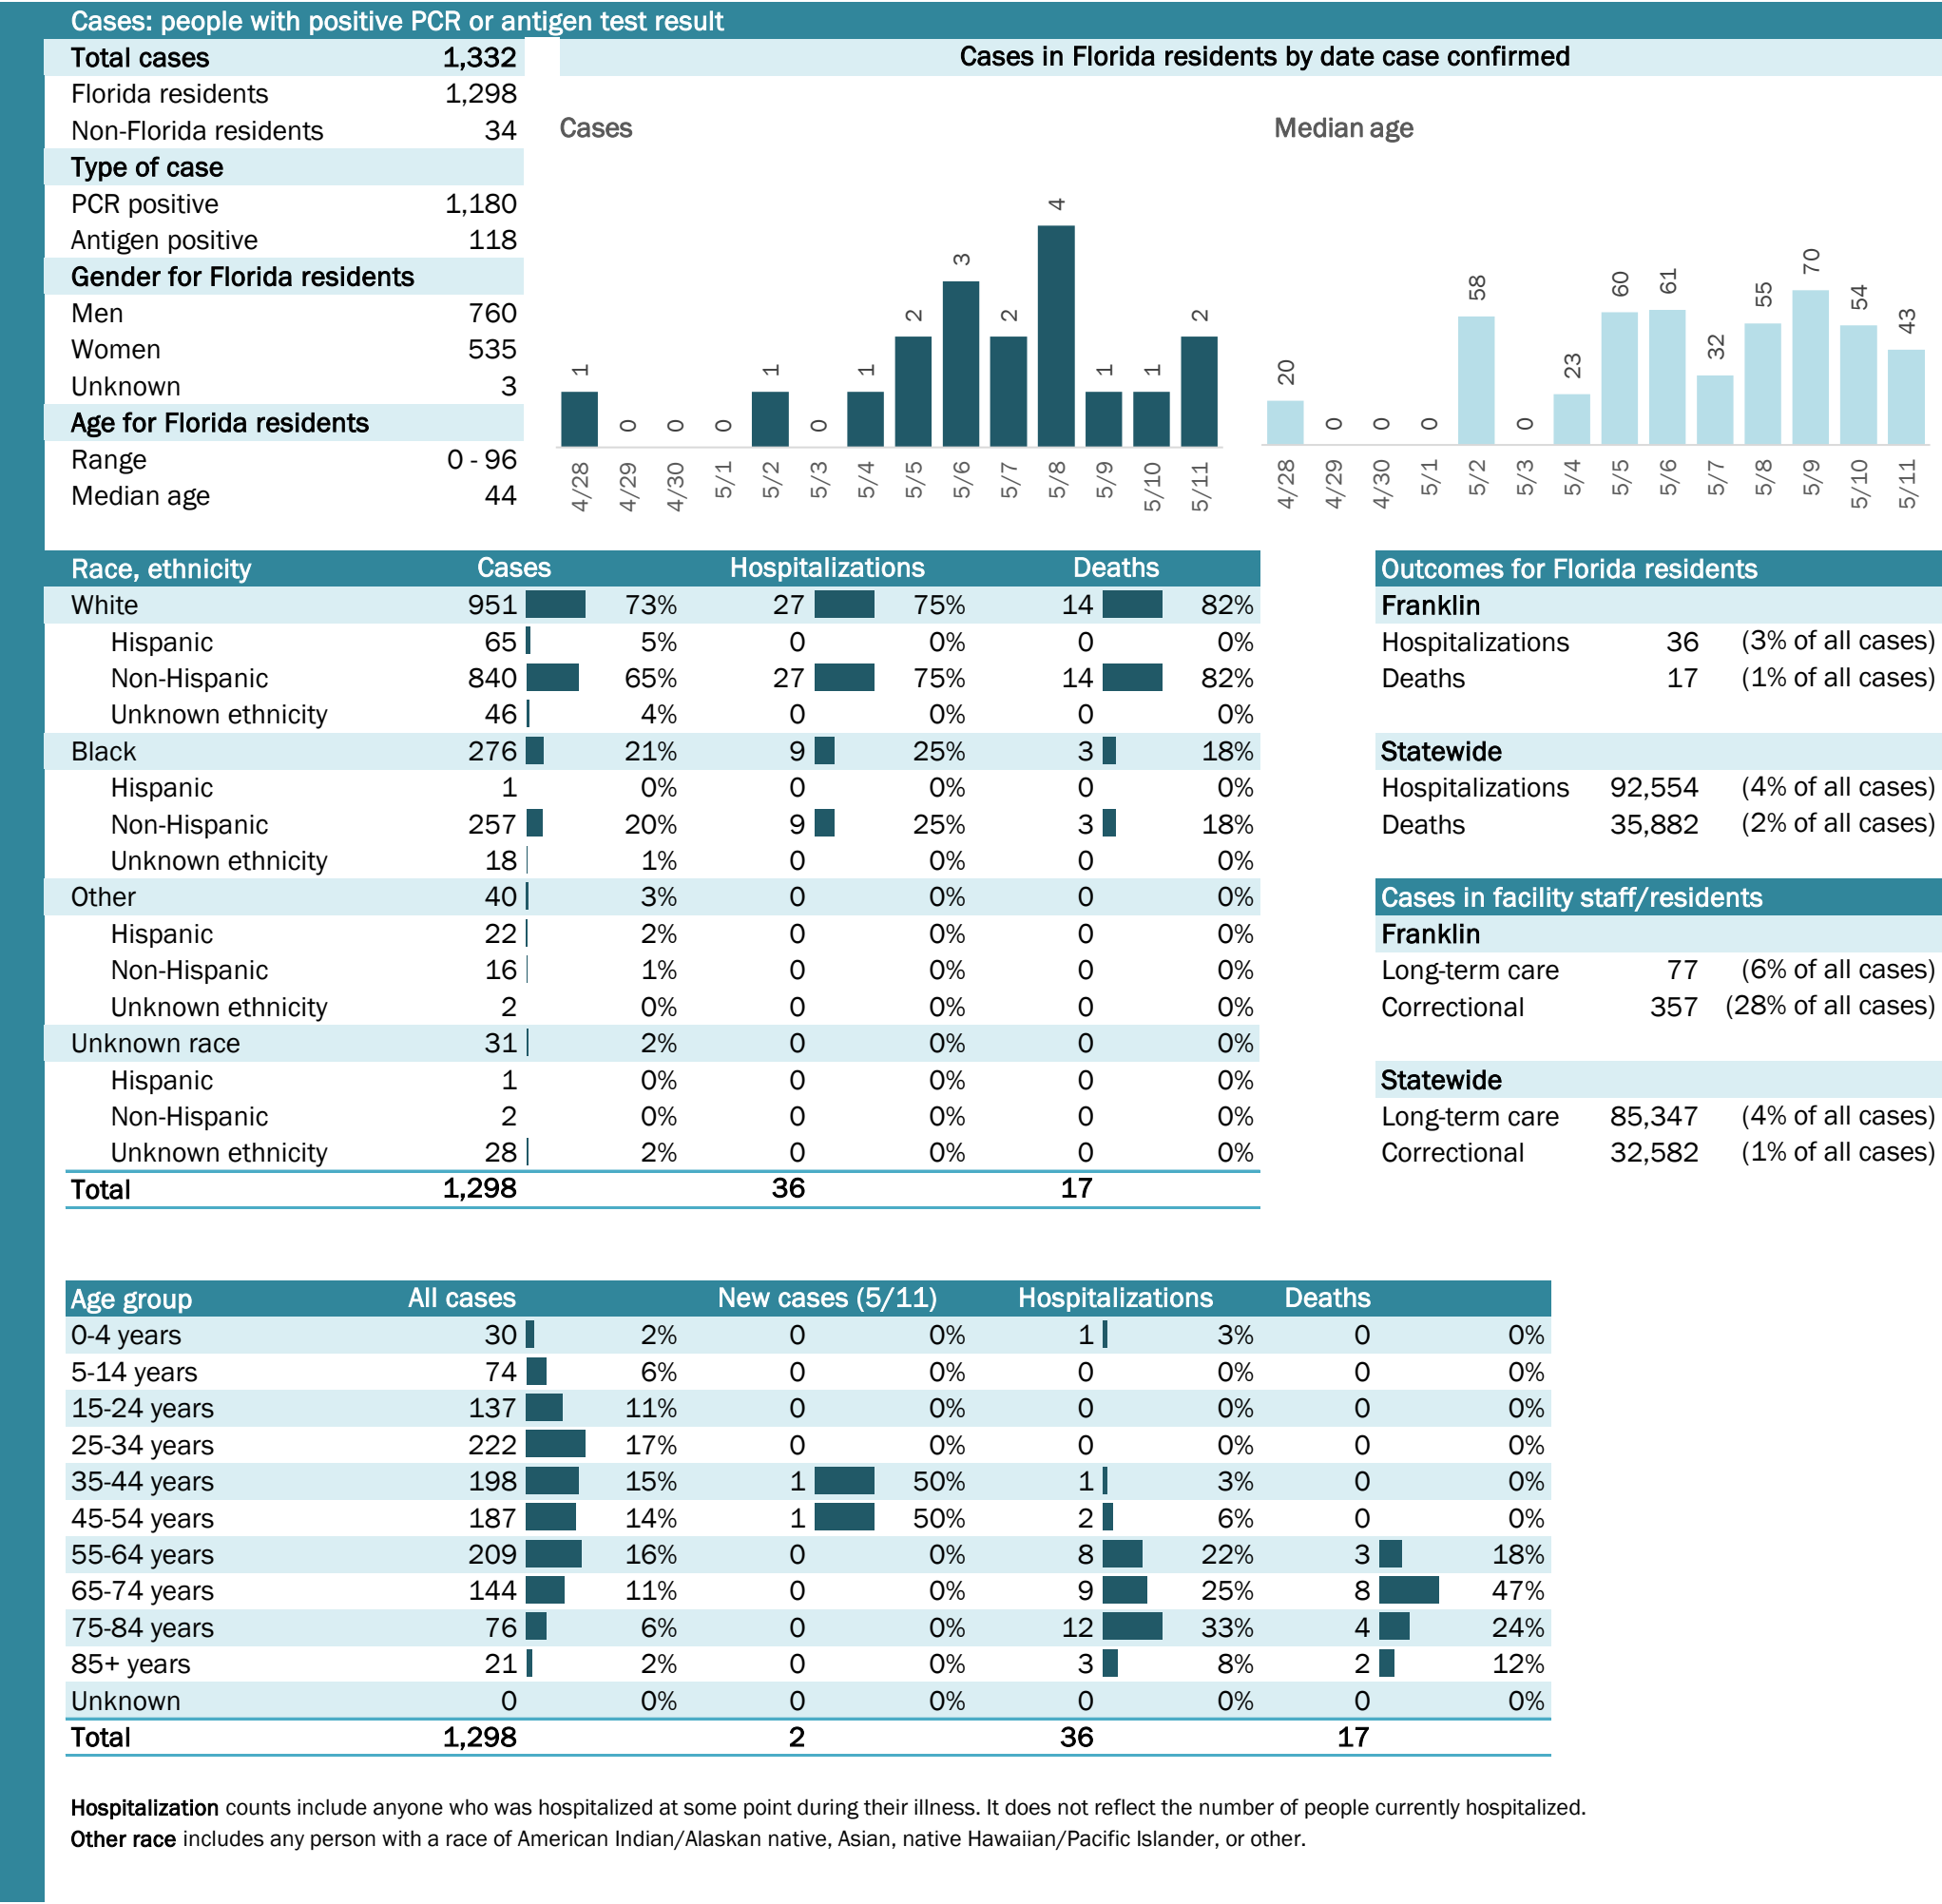 Cases: people with positive PCR or antigen test result
Total cases 1,332
Florida residents 1,298
Non-Florida residents 34
Type of case
PCR positive 1,180
Antigen positive 118
Gender for Florida residents
Men 760
Women 535
Unknown 3
Age for Florida residents
Range 0 - 96
Median age 44
Cases in Florida residents by date case confirmed
Cases
1 0 0 0 1 0 1 2 3 2 4 1 1 2
4/28 4/29 4/30 5/1 5/2 5/3 5/4 5/5 5/6 5/7 5/8 5/9 5/10 5/11
Median age
20 0 0 0 58 0 23 60 61 32 55 70 54 43
4/28 4/29 4/30 5/1 5/2 5/3 5/4 5/5 5/6 5/7 5/8 5/9 5/10 5/11
Race, ethnicity Cases Hospitalizations Deaths
White 951 73% 27 75% 14 82%
Hispanic 65 5% 0 0% 0 0%
Non-Hispanic 840 65% 27 75% 14 82%
Unknown ethnicity 46 4% 0 0% 0 0%
Black 276 21% 9 25% 3 18%
Hispanic 1 0% 0 0% 0 0%
Non-Hispanic 257 20% 9 25% 3 18%
Unknown ethnicity 18 1% 0 0% 0 0%
Other 40 3% 0 0% 0 0%
Hispanic 22 2% 0 0% 0 0%
Non-Hispanic 16 1% 0 0% 0 0%
Unknown ethnicity 2 0% 0 0% 0 0%
Unknown race 31 2% 0 0% 0 0%
Hispanic 1 0% 0 0% 0 0%
Non-Hispanic 2 0% 0 0% 0 0%
Unknown ethnicity 28 2% 0 0% 0 0%
Total 1,298 36 17
Outcomes for Florida residents
Franklin
Hospitalizations 36 (3% of all cases)
Deaths 17 (1% of all cases)
Statewide
Hospitalizations 92,554 (4% of all cases)
Deaths 35,882 (2% of all cases)
Cases in facility staff/residents
Franklin
Long-term care 77 (6% of all cases)
Correctional 357 (28% of all cases)
Statewide
Long-term care 85,347 (4% of all cases)
Correctional 32,582 (1% of all cases)
Age group All cases New cases (5/11) Hospitalizations Deaths
0-4 years 30 2% 0 0% 1 3% 0 0%
5-14 years 74 6% 0 0% 0 0% 0 0%
15-24 years 137 11% 0 0% 0 0% 0 0%
25-34 years 222 17% 0 0% 0 0% 0 0%
35-44 years 198 15% 1 50% 1 3% 0 0%
45-54 years 187 14% 1 50% 2 6% 0 0%
55-64 years 209 16% 0 0% 8 22% 3 18%
65-74 years 144 11% 0 0% 9 25% 8 47%
75-84 years 76 6% 0 0% 12 33% 4 24%
85+ years 21 2% 0 0% 3 8% 2 12%
Unknown 0 0% 0 0% 0 0% 0 0%
Total 1,298 2 36 17
Hospitalization counts include anyone who was hospitalized at some point during their illness. It does not reflect the number of people currently hospitalized.
Other race includes any person with a race of American Indian/Alaskan native, Asian, native Hawaiian/Pacific Islander, or other.